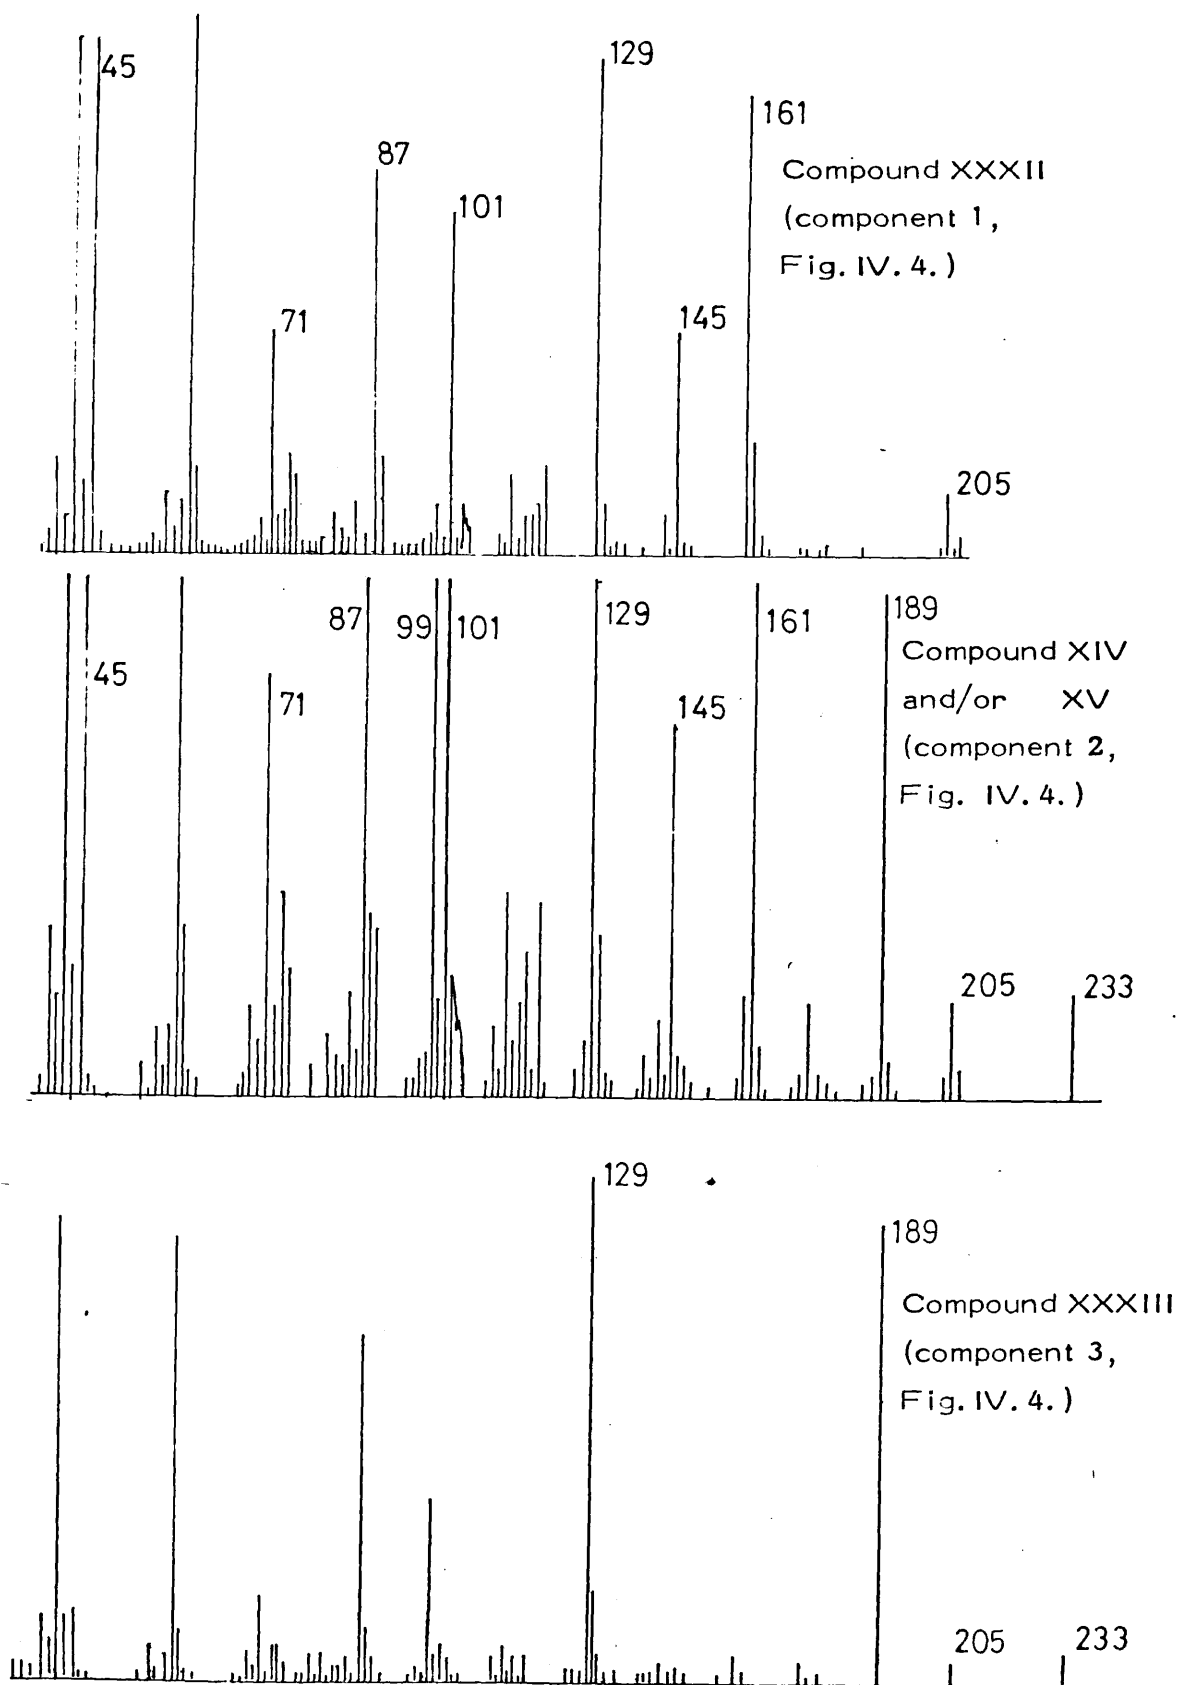 45
87
101
71
129
161
145
205
Compound XXXII
(component 1,
Fig. IV. 4.)
45
71
87
99
101
129
145
161
189
205
233
Compound XIV
and/or XV
(component 2,
Fig. IV. 4.)
129
189
205
233
Compound XXXIII
(component 3,
Fig. IV. 4.)